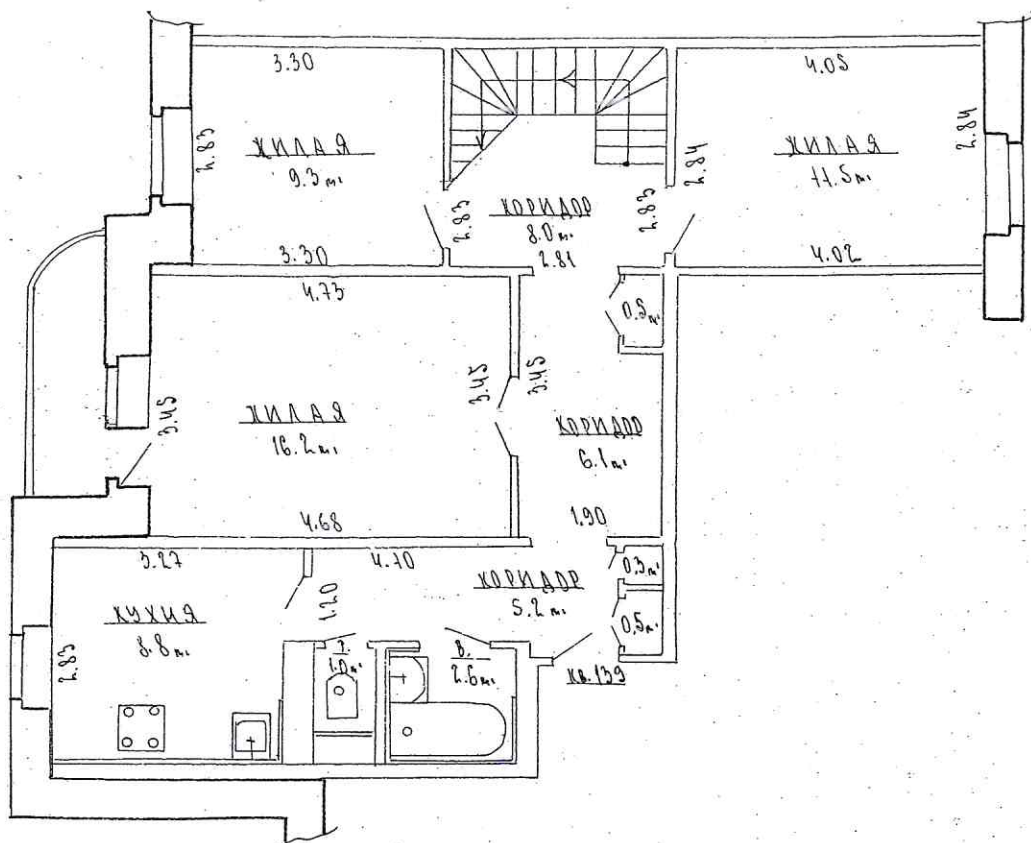 3.30
4.05
2.83
ЖИЛАЯ
9.3 м²
2.84
ЖИЛАЯ
11.5 м²
2.84
2.83
КОРИДОР
8.0 м²
2.81
2.83
3.30
4.02
4.73
0.5 м²
3.45
ЖИЛАЯ
16.2 м²
3.45
3.45
КОРИДОР
6.1 м²
4.68
1.90
3.27
4.70
КОРИДОР
5.2 м²
0.3 м²
КУХНЯ
8.8 м²
1.20
0.5 м²
2.83
Т.
1.0 м²
В.
2.6 м²
кв. 139